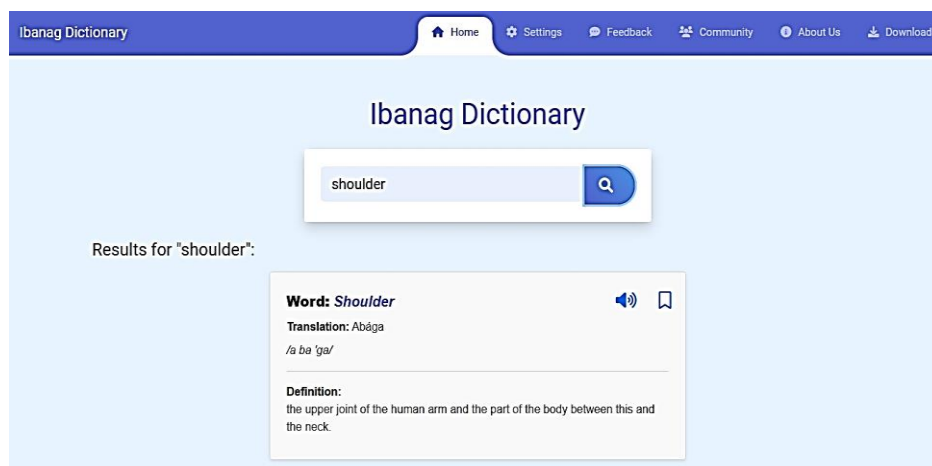 Ibanag Dictionary Home Settings Feedback Community About Us Download
Ibanag Dictionary
shoulder
Results for "shoulder":
Word: Shoulder
Translation: Abága
/a ba 'ga/
Definition:
the upper joint of the human arm and the part of the body between this and
the neck.